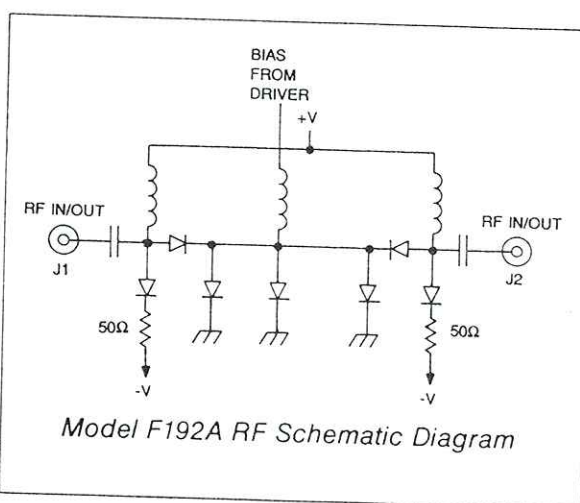 BIAS
FROM
DRIVER
+V
RF IN/OUT
RF IN/OUT
J1
J2
50Ω
50Ω
-V
-V
Model F192A RF Schematic Diagram